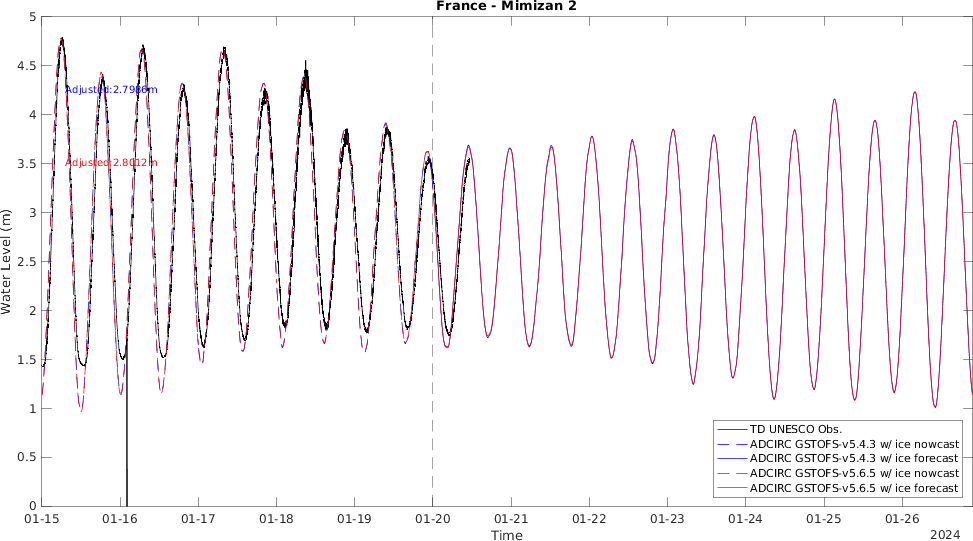 France - Mimizan 2
5
4.5
4
3.5
3
2.5
2
1.5
1
0.5
0
Water Level (m)
Adjusted:2.7986m
Adjusted:2.8012m
TD UNESCO Obs.
ADCIRC GSTOFS-v5.4.3 w/ ice nowcast
ADCIRC GSTOFS-v5.4.3 w/ ice forecast
ADCIRC GSTOFS-v5.6.5 w/ ice nowcast
ADCIRC GSTOFS-v5.6.5 w/ ice forecast
01-15 01-16 01-17 01-18 01-19 01-20 01-21 01-22 01-23 01-24 01-25 01-26
Time
2024